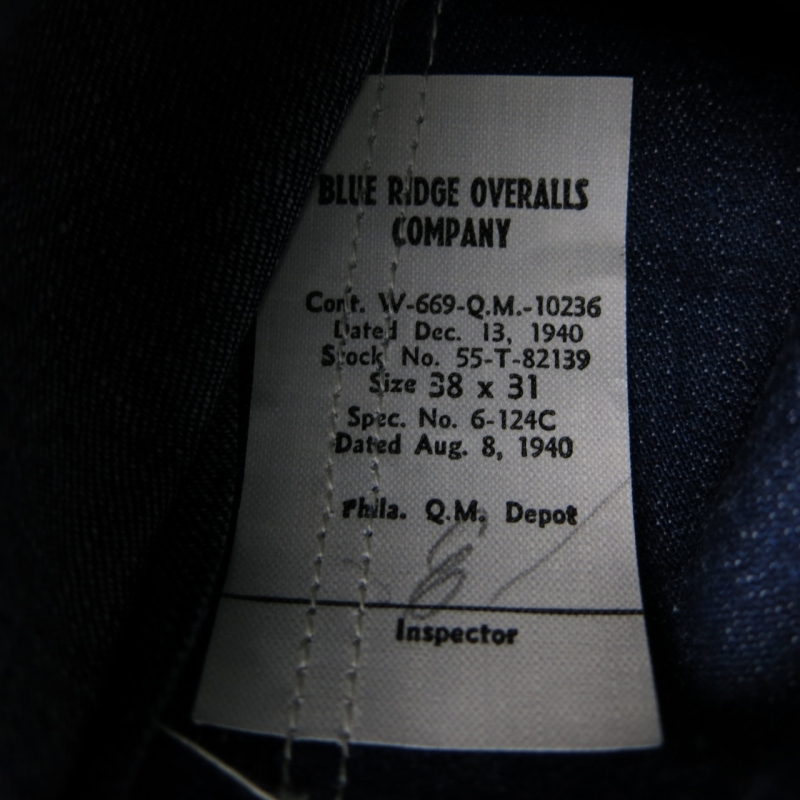 BLUE RIDGE OVERALLS
COMPANY
Cont. W-669-Q.M.-10236
Dated Dec. 13, 1940
Stock No. 55-T-82139
Size 38 x 31
Spec. No. 6-124C
Dated Aug. 8, 1940
Phila. Q.M. Depot
Inspector